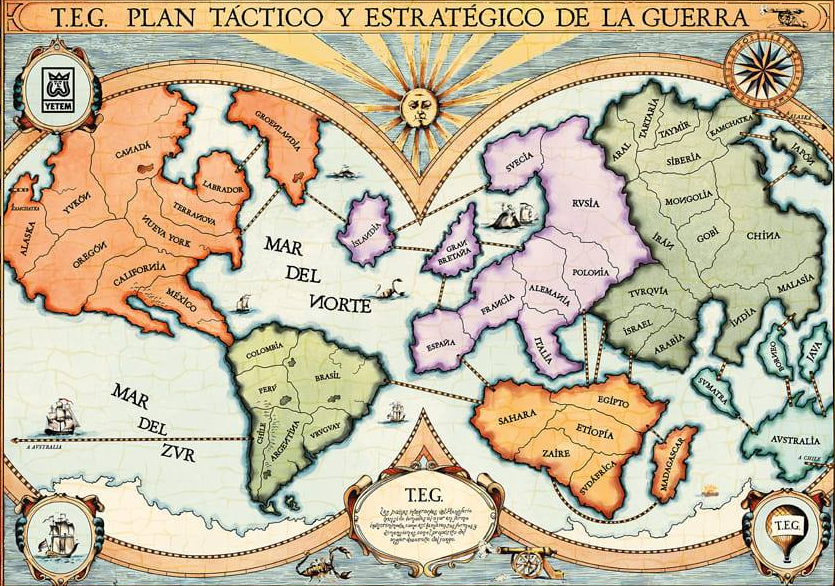 T.E.G. PLAN TÁCTICO Y ESTRATÉGICO DE LA GUERRA
YETEM
GROENLANDIA
CANADÁ
LABRADOR
YUKÓN
TERRANOVA
KAMCHATKA
ALASKA
NUEVA YORK
OREGÓN
CALIFORNIA
MÉXICO
ISLANDIA
MAR
DEL
NORTE
SUECIA
RUSIA
GRAN
BRETAÑA
POLONIA
ALEMANIA
FRANCIA
ESPAÑA
ITALIA
TARTARIA
TAYMIR
KAMCHATKA
ALASKA
ARAL
SIBERIA
JAPÓN
MONGOLIA
IRÁN
GOBI
CHINA
TURQUÍA
MALASIA
ISRAEL
INDIA
ARABIA
BORNEO
JAVA
SUMATRA
COLOMBIA
PERÚ
BRASIL
CHILE
ARGENTINA
URUGUAY
MAR
DEL
ZUR
A AUSTRALIA
SAHARA
EGIPTO
ETIOPÍA
ZAIRE
SUDÁFRICA
MADAGASCAR
AUSTRALIA
A CHILE
T.E.G.
T.E.G.